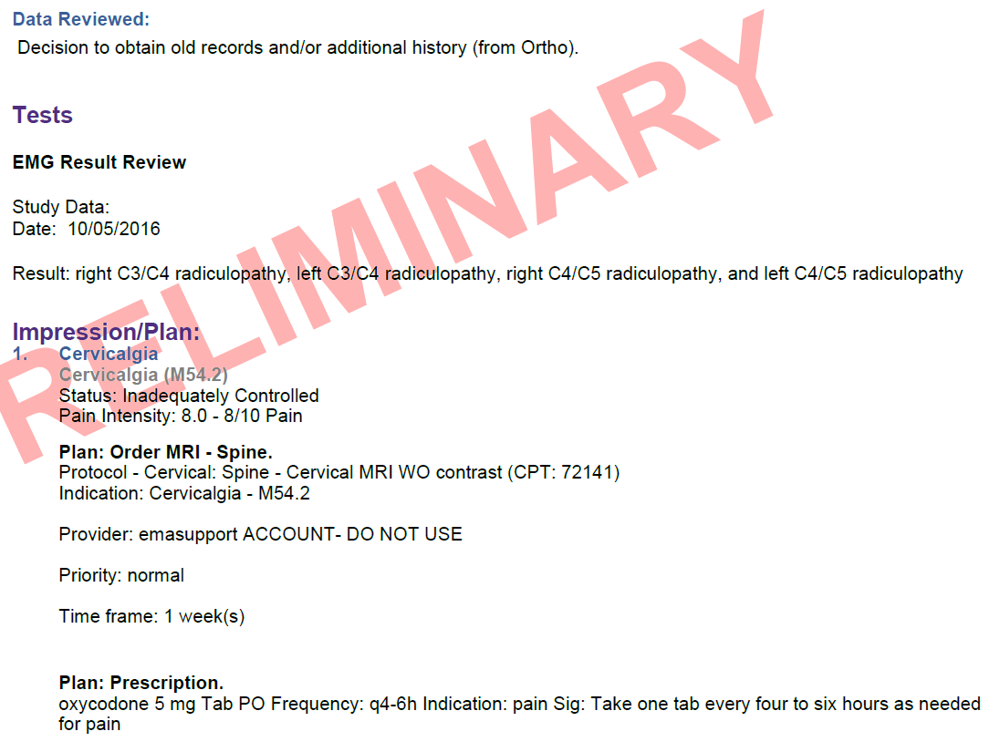 Data Reviewed:
Decision to obtain old records and/or additional history (from Ortho).
Tests
EMG Result Review
Study Data:
Date: 10/05/2016
Result: right C3/C4 radiculopathy, left C3/C4 radiculopathy, right C4/C5 radiculopathy, and left C4/C5 radiculopathy
Impression/Plan:
1. Cervicalgia
Cervicalgia (M54.2)
Status: Inadequately Controlled
Pain Intensity: 8.0 - 8/10 Pain
Plan: Order MRI - Spine.
Protocol - Cervical: Spine - Cervical MRI WO contrast (CPT: 72141)
Indication: Cervicalgia - M54.2
Provider: emasupport ACCOUNT- DO NOT USE
Priority: normal
Time frame: 1 week(s)
Plan: Prescription.
oxycodone 5 mg Tab PO Frequency: q4-6h Indication: pain Sig: Take one tab every four to six hours as needed
for pain
RELIMINARY